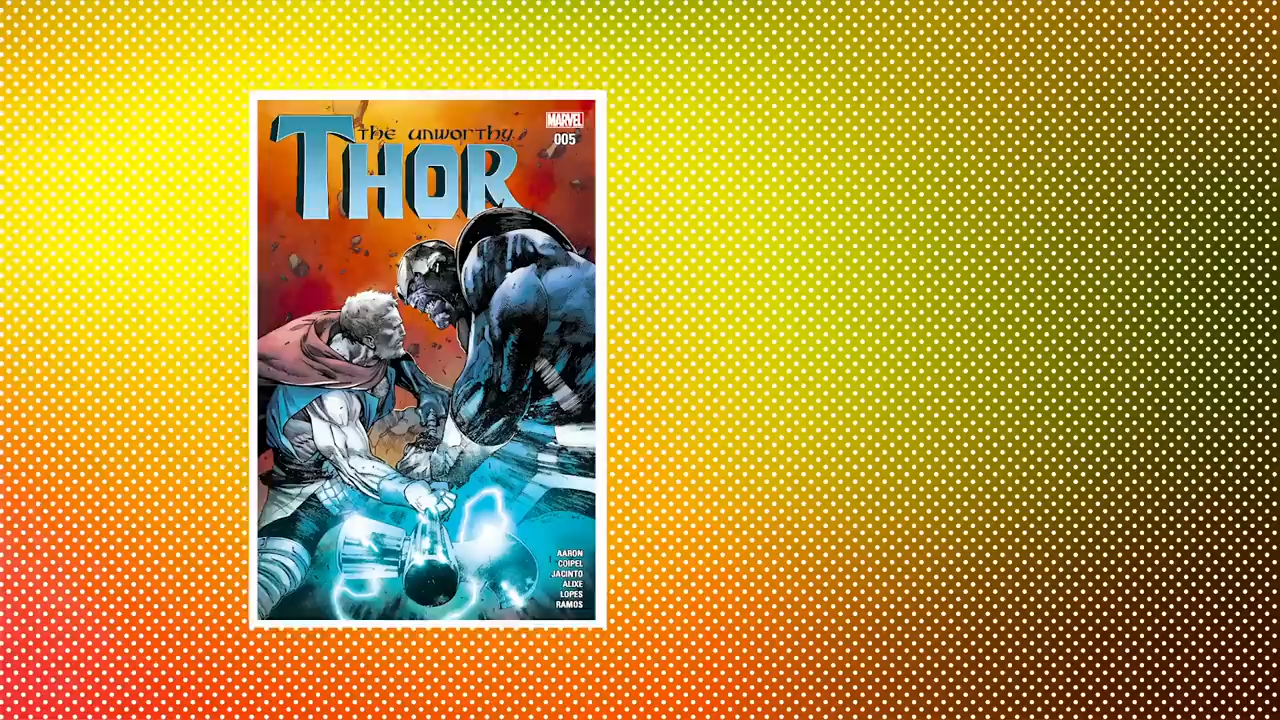 THE UNWORTHY
THOR
MARVEL
005
AARON
COIPEL
JACINTO
ALIXE
LOPES
RAMOS